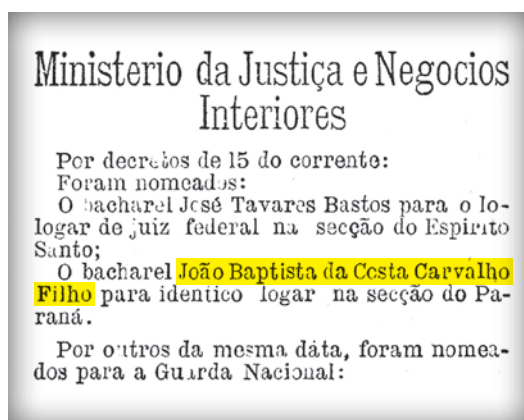 Ministerio da Justiça e Negocios
Interiores
Por decretos de 15 do corrente:
Foram nomeados:
O bacharel José Tavares Bastos para o lo-
logar de juiz federal na secção do Espirito
Santo;
O bacharel João Baptista da Costa Carvalho
Filho para identico logar na secção do Pa-
raná.
Por outros da mesma data, foram nomea-
dos para a Guarda Nacional: